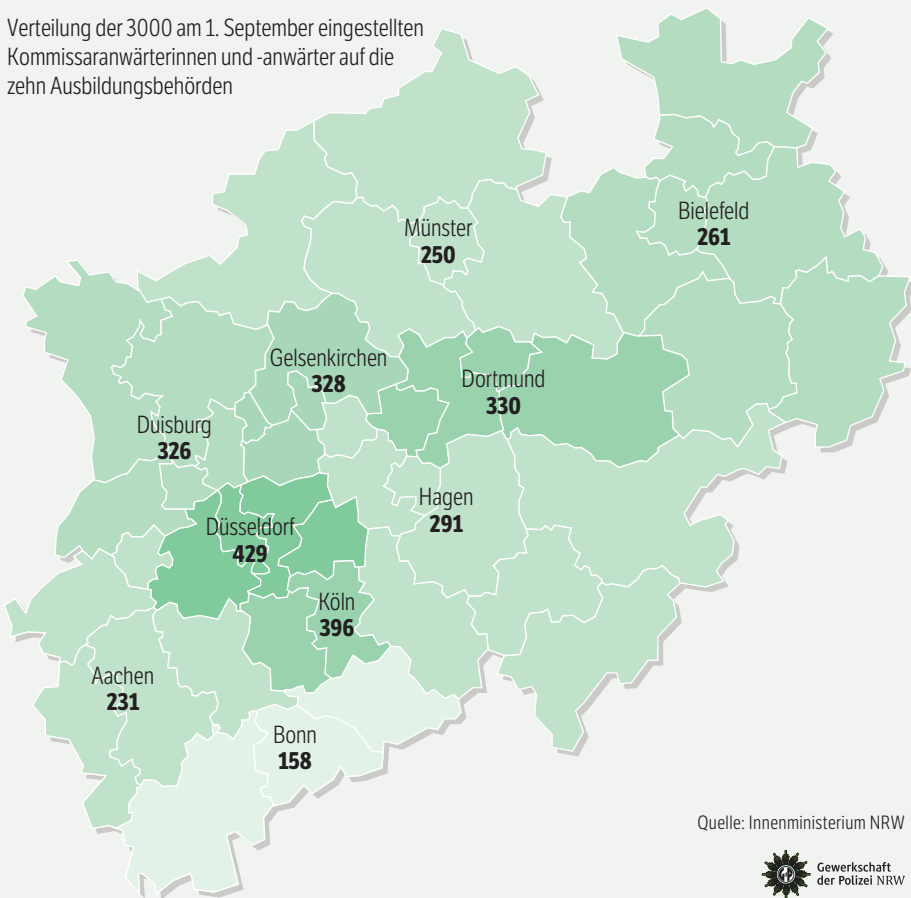 Verteilung der 3000 am 1. September eingestellten
Kommissaranwärterinnen und -anwärter auf die
zehn Ausbildungsbehörden
Münster
250
Bielefeld
261
Gelsenkirchen
328
Dortmund
330
Duisburg
326
Hagen
291
Düsseldorf
429
Köln
396
Aachen
231
Bonn
158
Quelle: Innenministerium NRW
Gewerkschaft
der Polizei NRW